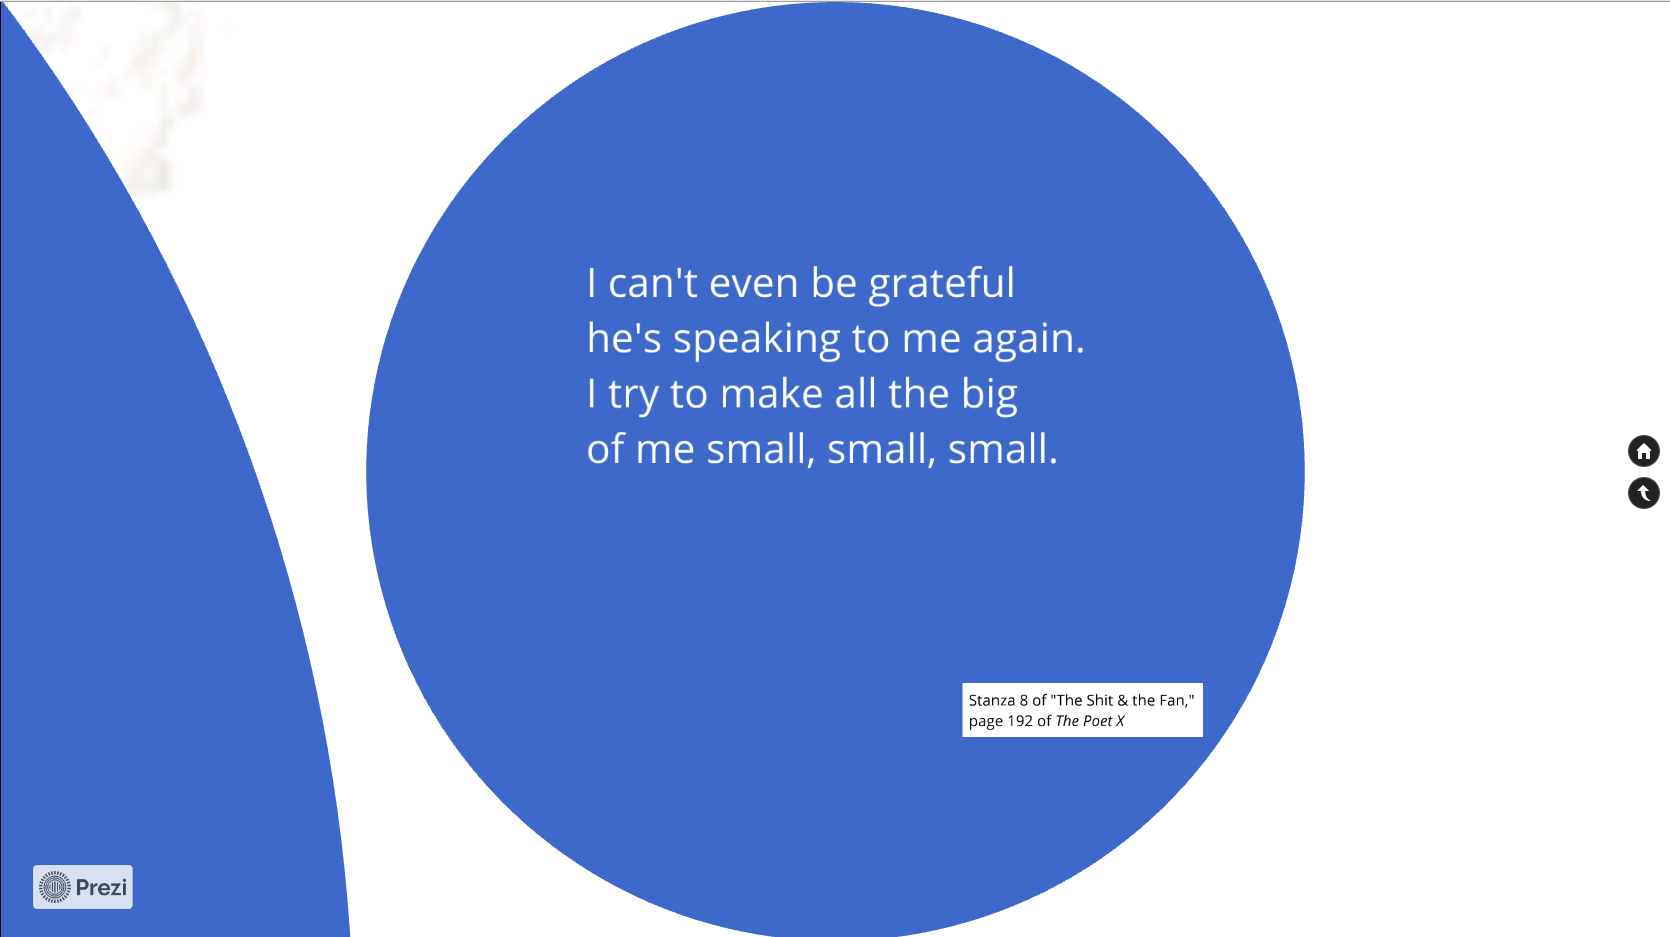 I can't even be grateful
he's speaking to me again.
I try to make all the big
of me small, small, small.
Stanza 8 of "The Shit & the Fan,"
page 192 of The Poet X
Prezi